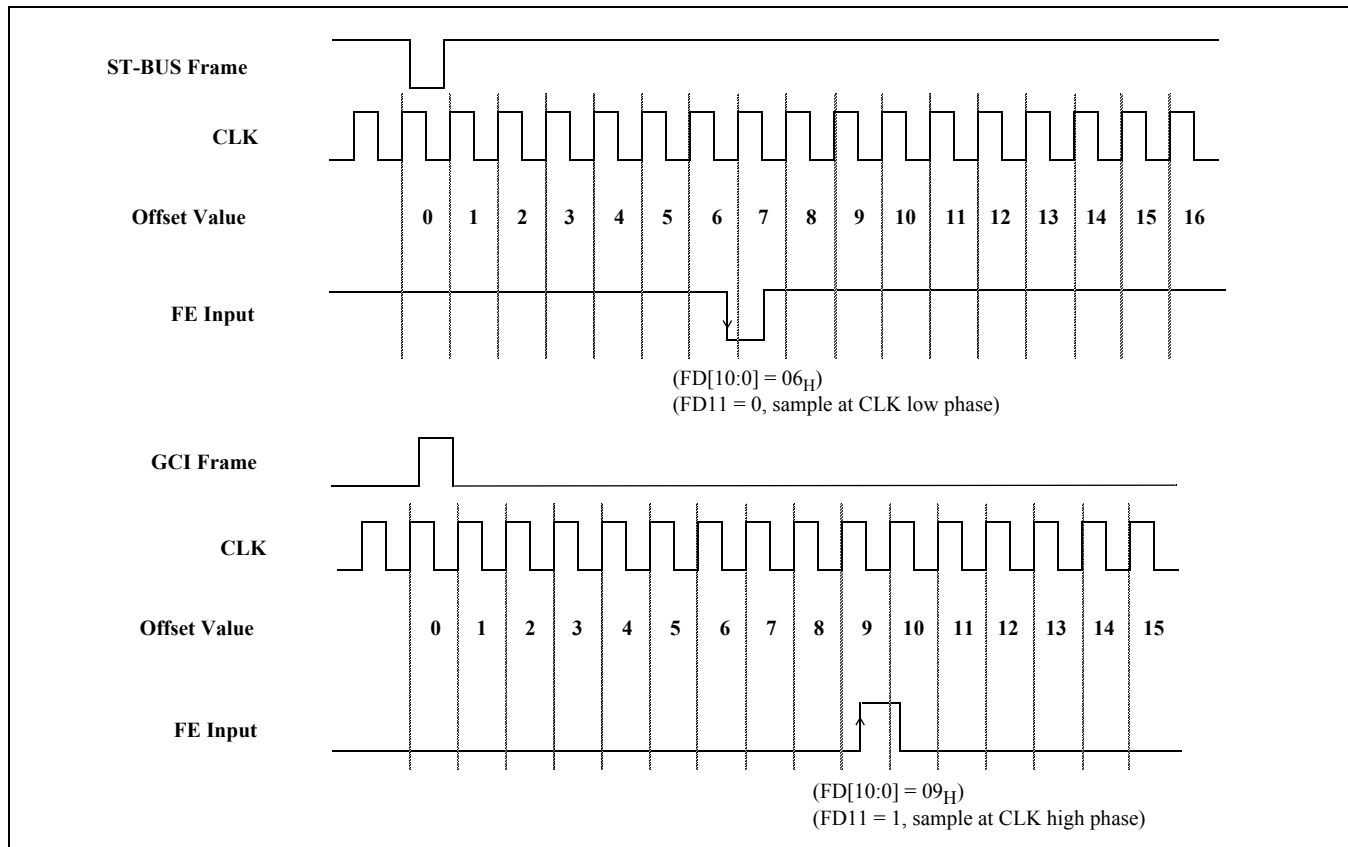 ST-BUS Frame
CLK
Offset Value 0 1 2 3 4 5 6 7 8 9 10 11 12 13 14 15 16
FE Input
(FD[10:0] = 06H)
(FD11 = 0, sample at CLK low phase)
GCI Frame
CLK
Offset Value 0 1 2 3 4 5 6 7 8 9 10 11 12 13 14 15
FE Input
(FD[10:0] = 09H)
(FD11 = 1, sample at CLK high phase)